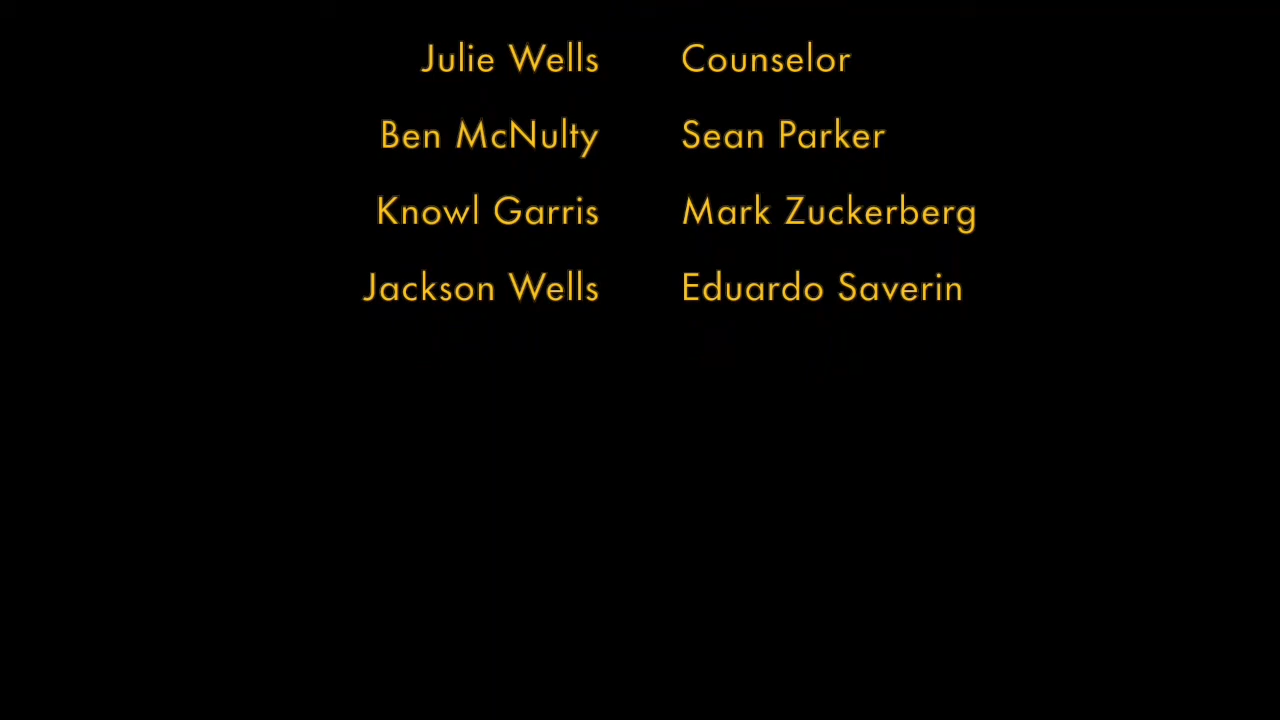 Julie Wells Counselor
Ben McNulty Sean Parker
Knowl Garris Mark Zuckerberg
Jackson Wells Eduardo Saverin